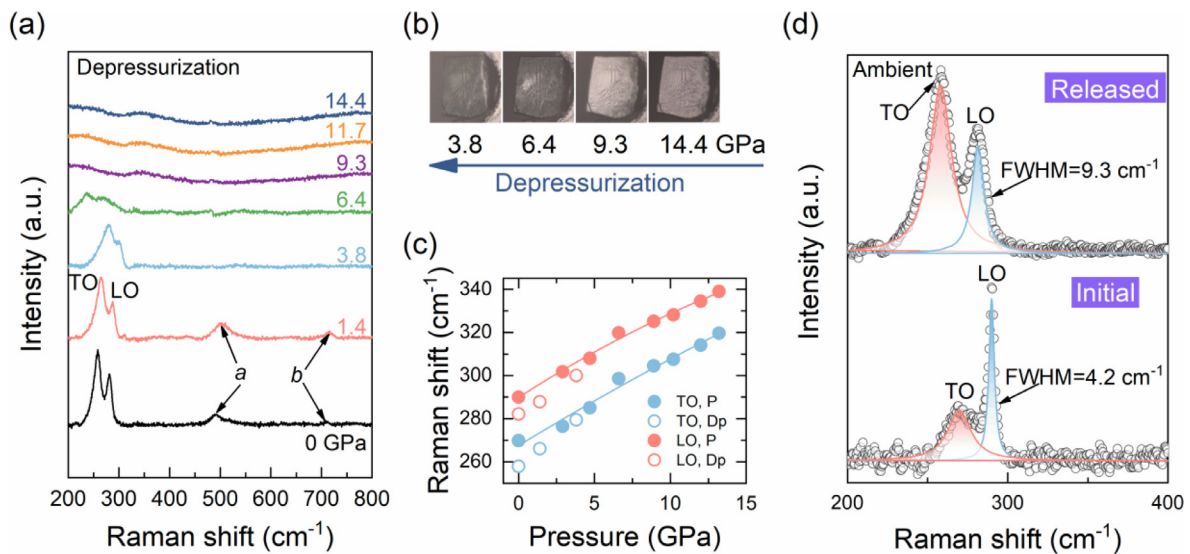 (a)
Depressurization
14.4
11.7
9.3
6.4
3.8
TO
LO
1.4
a
b
0 GPa
200 300 400 500 600 700 800
Raman shift (cm-1)
Intensity (a.u.)
(b)
3.8 6.4 9.3 14.4 GPa
Depressurization
(c)
340
320
300
280
260
TO, P
TO, Dp
LO, P
LO, Dp
0 5 10 15
Pressure (GPa)
Raman shift (cm-1)
(d)
Ambient
Released
TO
LO
FWHM=9.3 cm-1
LO
Initial
TO
FWHM=4.2 cm-1
200 300 400
Raman shift (cm-1)
Intensity (a.u.)